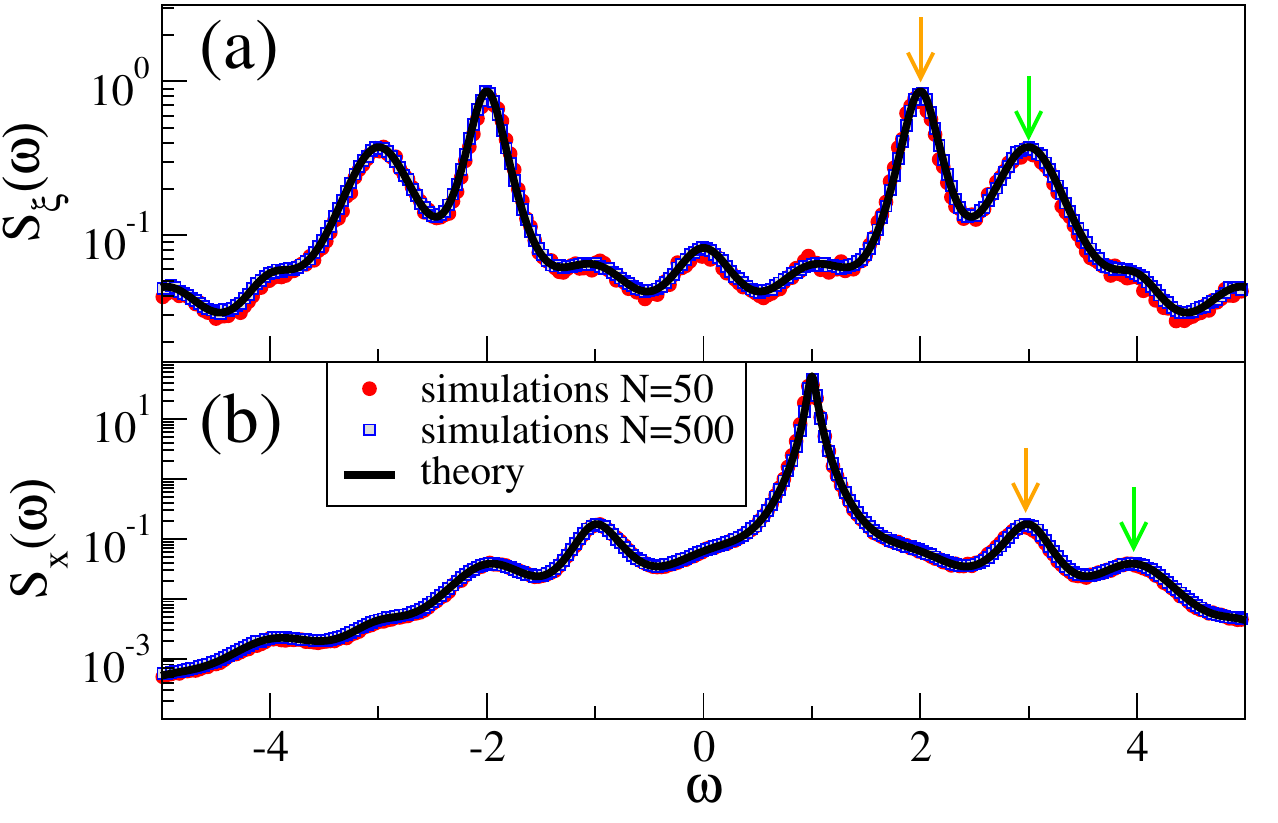 (a)
10^0
10^-1
S_ξ(ω)
simulations N=50
(b)
simulations N=500
theory
10^1
10^-1
10^-3
S_x(ω)
-4 -2 0 2 4
ω